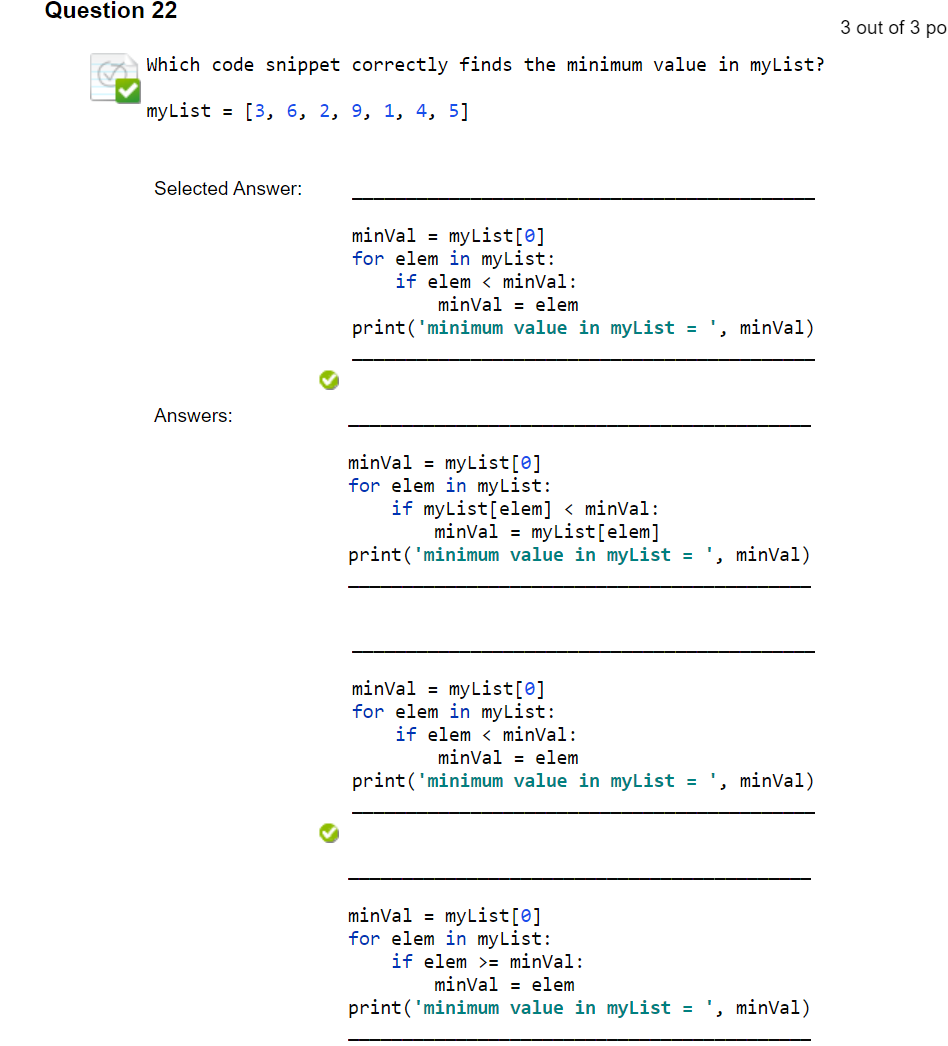 Question 22
3 out of 3 po
Which code snippet correctly finds the minimum value in myList?
myList = [3, 6, 2, 9, 1, 4, 5]
Selected Answer:
minVal = myList[0]
for elem in myList:
    if elem < minVal:
        minVal = elem
print('minimum value in myList = ', minVal)
Answers:
minVal = myList[0]
for elem in myList:
    if myList[elem] < minVal:
        minVal = myList[elem]
print('minimum value in myList = ', minVal)
minVal = myList[0]
for elem in myList:
    if elem < minVal:
        minVal = elem
print('minimum value in myList = ', minVal)
minVal = myList[0]
for elem in myList:
    if elem >= minVal:
        minVal = elem
print('minimum value in myList = ', minVal)